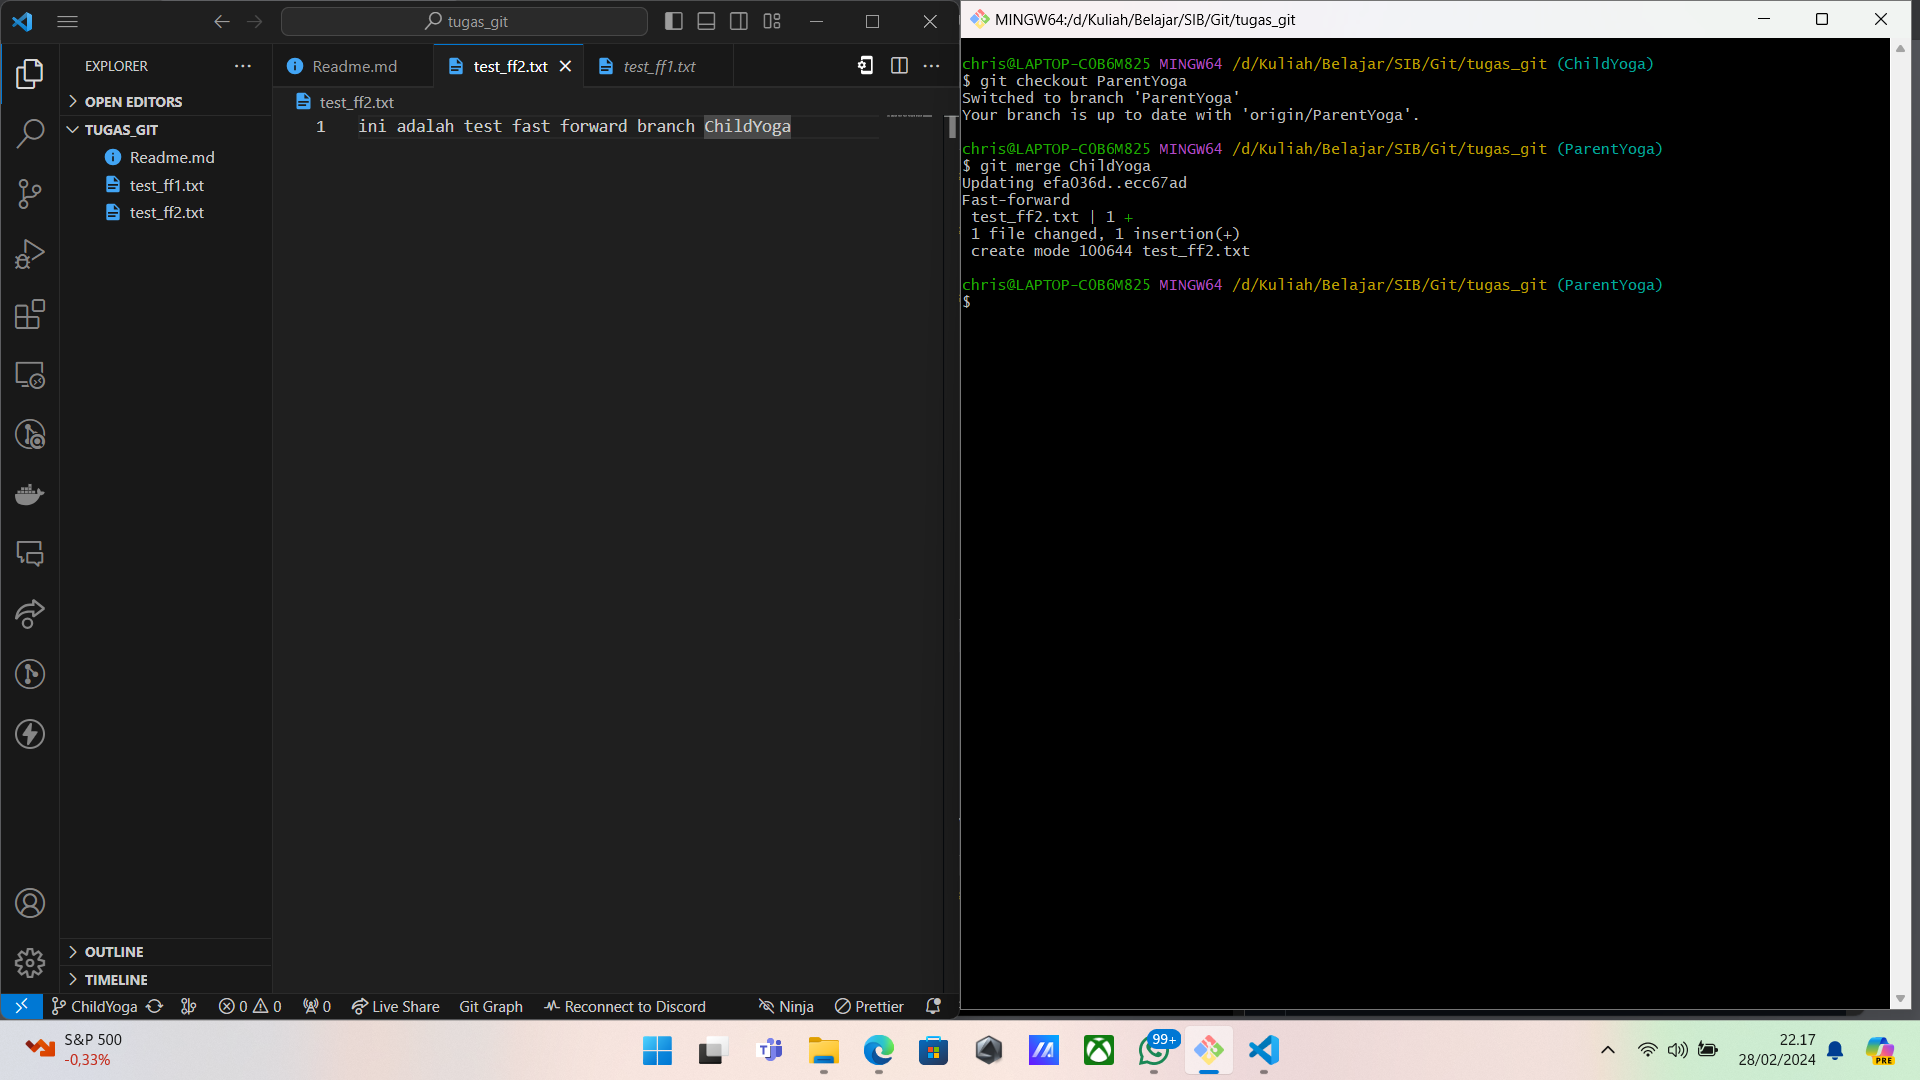 tugas_git
EXPLORER
OPEN EDITORS
TUGAS_GIT
Readme.md
test_ff1.txt
test_ff2.txt
OUTLINE
TIMELINE
Readme.md
test_ff2.txt
test_ff1.txt
test_ff2.txt
1 ini adalah test fast forward branch ChildYoga
ChildYoga
0
0
0
Live Share
Git Graph
Reconnect to Discord
Ninja
Prettier
MINGW64:/d/Kuliah/Belajar/SIB/Git/tugas_git
chris@LAPTOP-COB6M825 MINGW64 /d/Kuliah/Belajar/SIB/Git/tugas_git (ChildYoga)
$ git checkout ParentYoga
Switched to branch 'ParentYoga'
Your branch is up to date with 'origin/ParentYoga'.
chris@LAPTOP-COB6M825 MINGW64 /d/Kuliah/Belajar/SIB/Git/tugas_git (ParentYoga)
$ git merge ChildYoga
Updating efa036d..ecc67ad
Fast-forward
test_ff2.txt | 1 +
1 file changed, 1 insertion(+)
create mode 100644 test_ff2.txt
chris@LAPTOP-COB6M825 MINGW64 /d/Kuliah/Belajar/SIB/Git/tugas_git (ParentYoga)
$
S&P 500
-0,33%
99+
22.17
28/02/2024
PRE